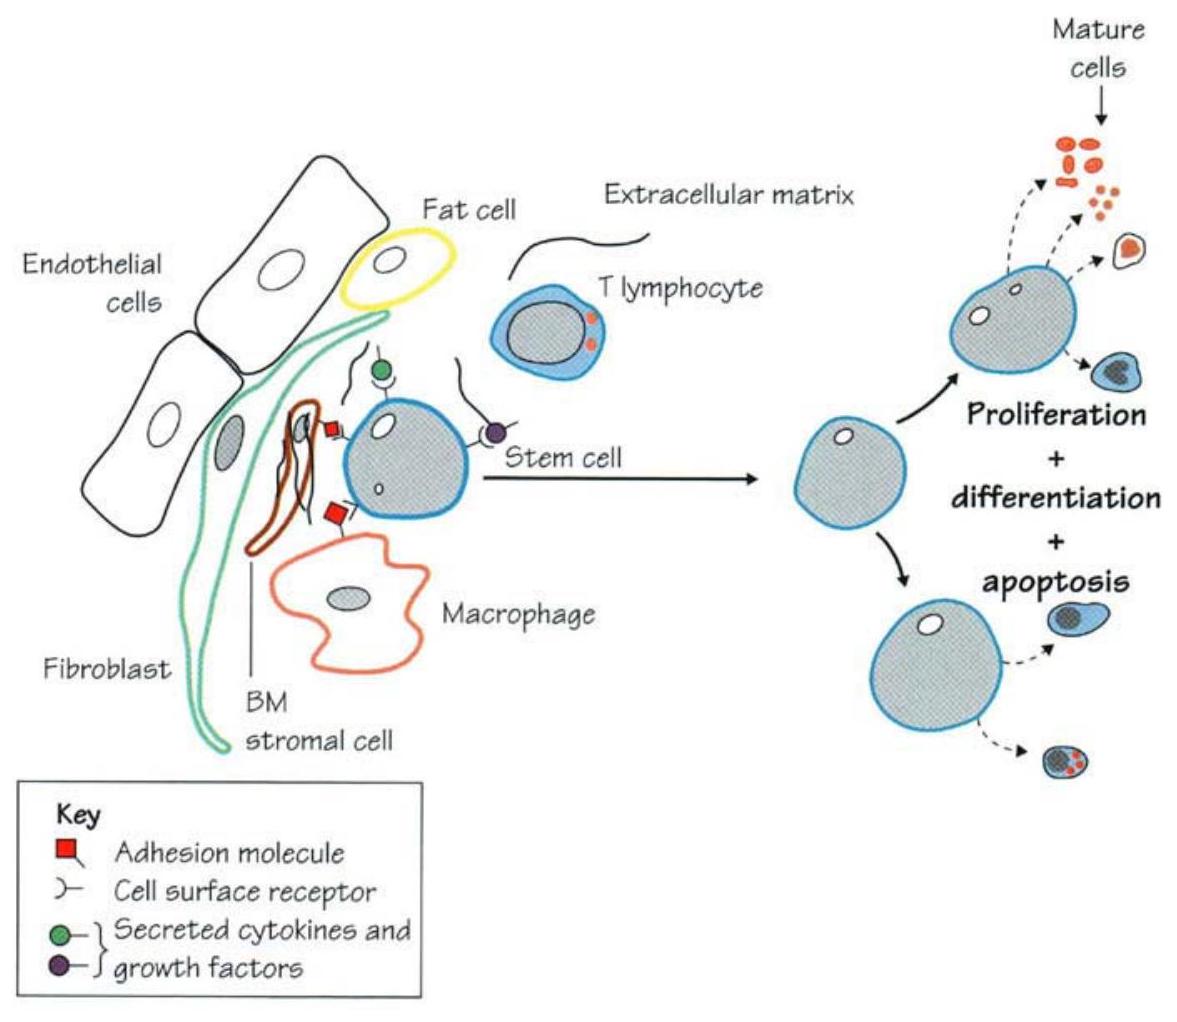 Mature
cells
Extracellular matrix
Fat cell
Endothelial
cells
T lymphocyte
Stem cell
Proliferation
+
differentiation
+
apoptosis
Macrophage
Fibroblast
BM
stromal cell
Key
Adhesion molecule
Cell surface receptor
Secreted cytokines and
growth factors